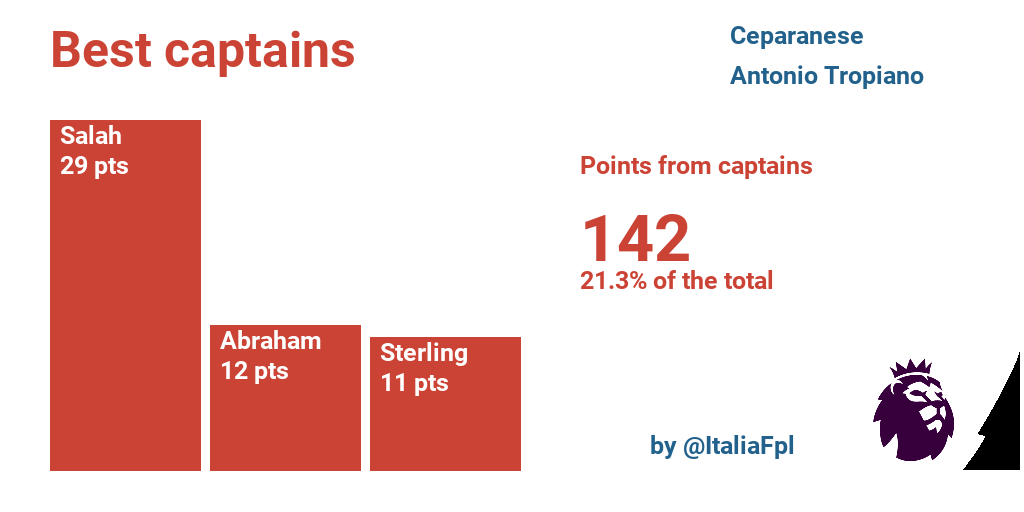 Best captains
Ceparanese
Antonio Tropiano
Salah
29 pts
Abraham
12 pts
Sterling
11 pts
Points from captains
142
21.3% of the total
by @ItaliaFpl